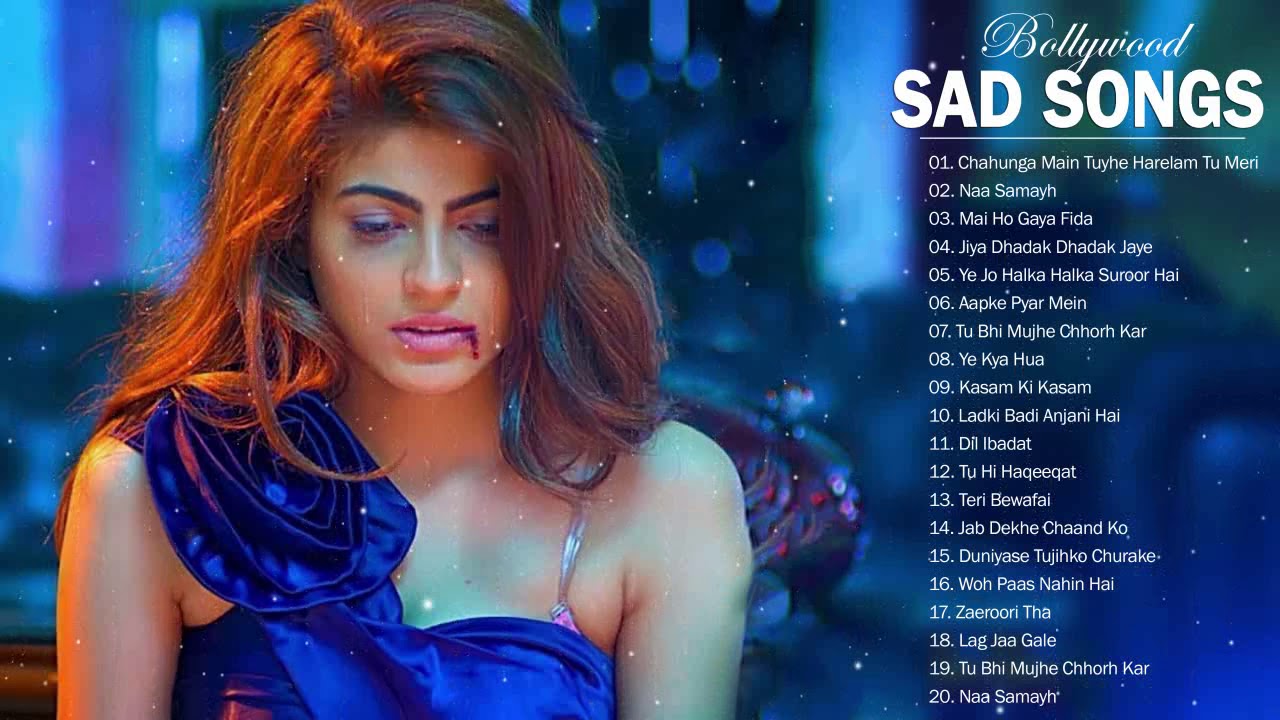 Bollywood
SAD SONGS
01. Chahunga Main Tuyhe Harelam Tu Meri
02. Naa Samayh
03. Mai Ho Gaya Fida
04. Jiya Dhadak Dhadak Jaye
05. Ye Jo Halka Halka Suroor Hai
06. Aapke Pyar Mein
07. Tu Bhi Mujhe Chhorh Kar
08. Ye Kya Hua
09. Kasam Ki Kasam
10. Ladki Badi Anjani Hai
11. Dil Ibadat
12. Tu Hi Haqeeqat
13. Teri Bewafai
14. Jab Dekhe Chaand Ko
15. Duniyase Tujihko Churake
16. Woh Paas Nahin Hai
17. Zaeroori Tha
18. Lag Jaa Gale
19. Tu Bhi Mujhe Chhorh Kar
20. Naa Samayh